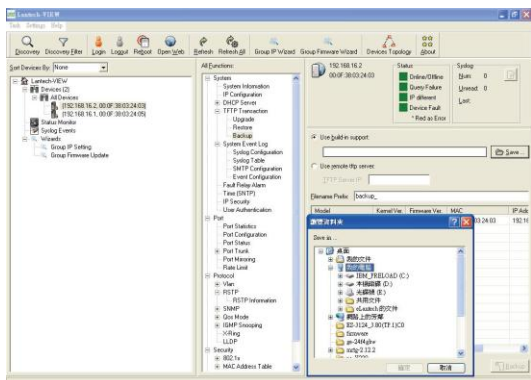 Lantech-VIEW
Task Settings Help
Discovery Discovery Filter Login Logout Reboot Open Web Refresh Refresh All Group IP Wizard Group Firmware Wizard Devices Topology About
Sort Devices By: None
Lantech-VIEW
Devices (2)
All Devices
(192.168.16.2, 00:0F:38:03:24:03)
(192.168.16.1, 00:0F:38:03:24:05)
Status Monitor
Syslog Events
Wizards
Group IP Setting
Group Firmware Update
All Functions:
System
System Information
IP Configuration
DHCP Server
TFTP Transaction
Upgrade
Restore
Backup
System Event Log
Syslog Configuration
Syslog Table
SMTP Configuration
Event Configuration
Fault Relay Alarm
Time (SNTP)
IP Security
User Authentication
Port
Port Statistics
Port Configuration
Port Status
Port Trunk
Port Mirroring
Rate Limit
Protocol
Vlan
RSTP
RSTP Information
SNMP
Qos Mode
IGMP Snooping
X-Ring
LLDP
Security
802.1x
MAC Address Table
192.168.16.2
00:0F:38:03:24:03
Status
Online/Offline
Query Failure
IP different
Device Fault
* Red as Error
Syslog
Num: 0
Unread: 0
Last:
Use build-in support:
Save...
Use remote tftp server:
TFTP Server IP:
Filename Prefix: backup_
Model Kernel Ver. Firmware Ver. MAC IP Adb
03:24:03 192.16
瀏覽資料夾
Save in ...
桌面
我的文件
我的電腦
IBM_PRELOAD (C:)
本機磁碟 (D:)
光碟機 (E:)
共用文件
的文件
網路上的芳鄰
firmware
確定 取消
Backup